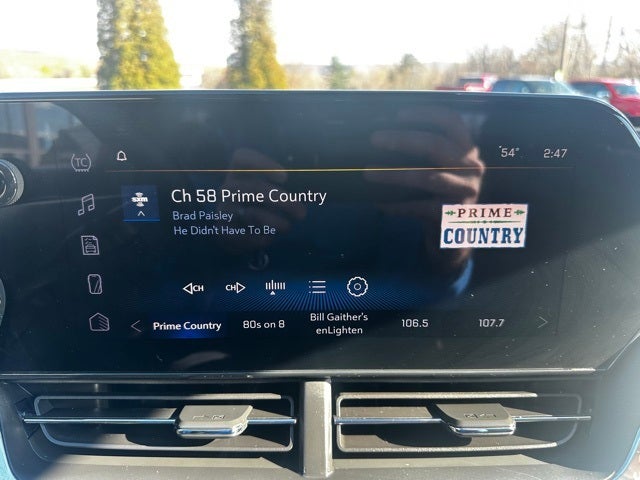 54°
2:47
TC
sxm
Ch 58 Prime Country
Brad Paisley
He Didn't Have To Be
PRIME
COUNTRY
CH
CH
Prime Country
80s on 8
Bill Gaither's
enLighten
106.5
107.7